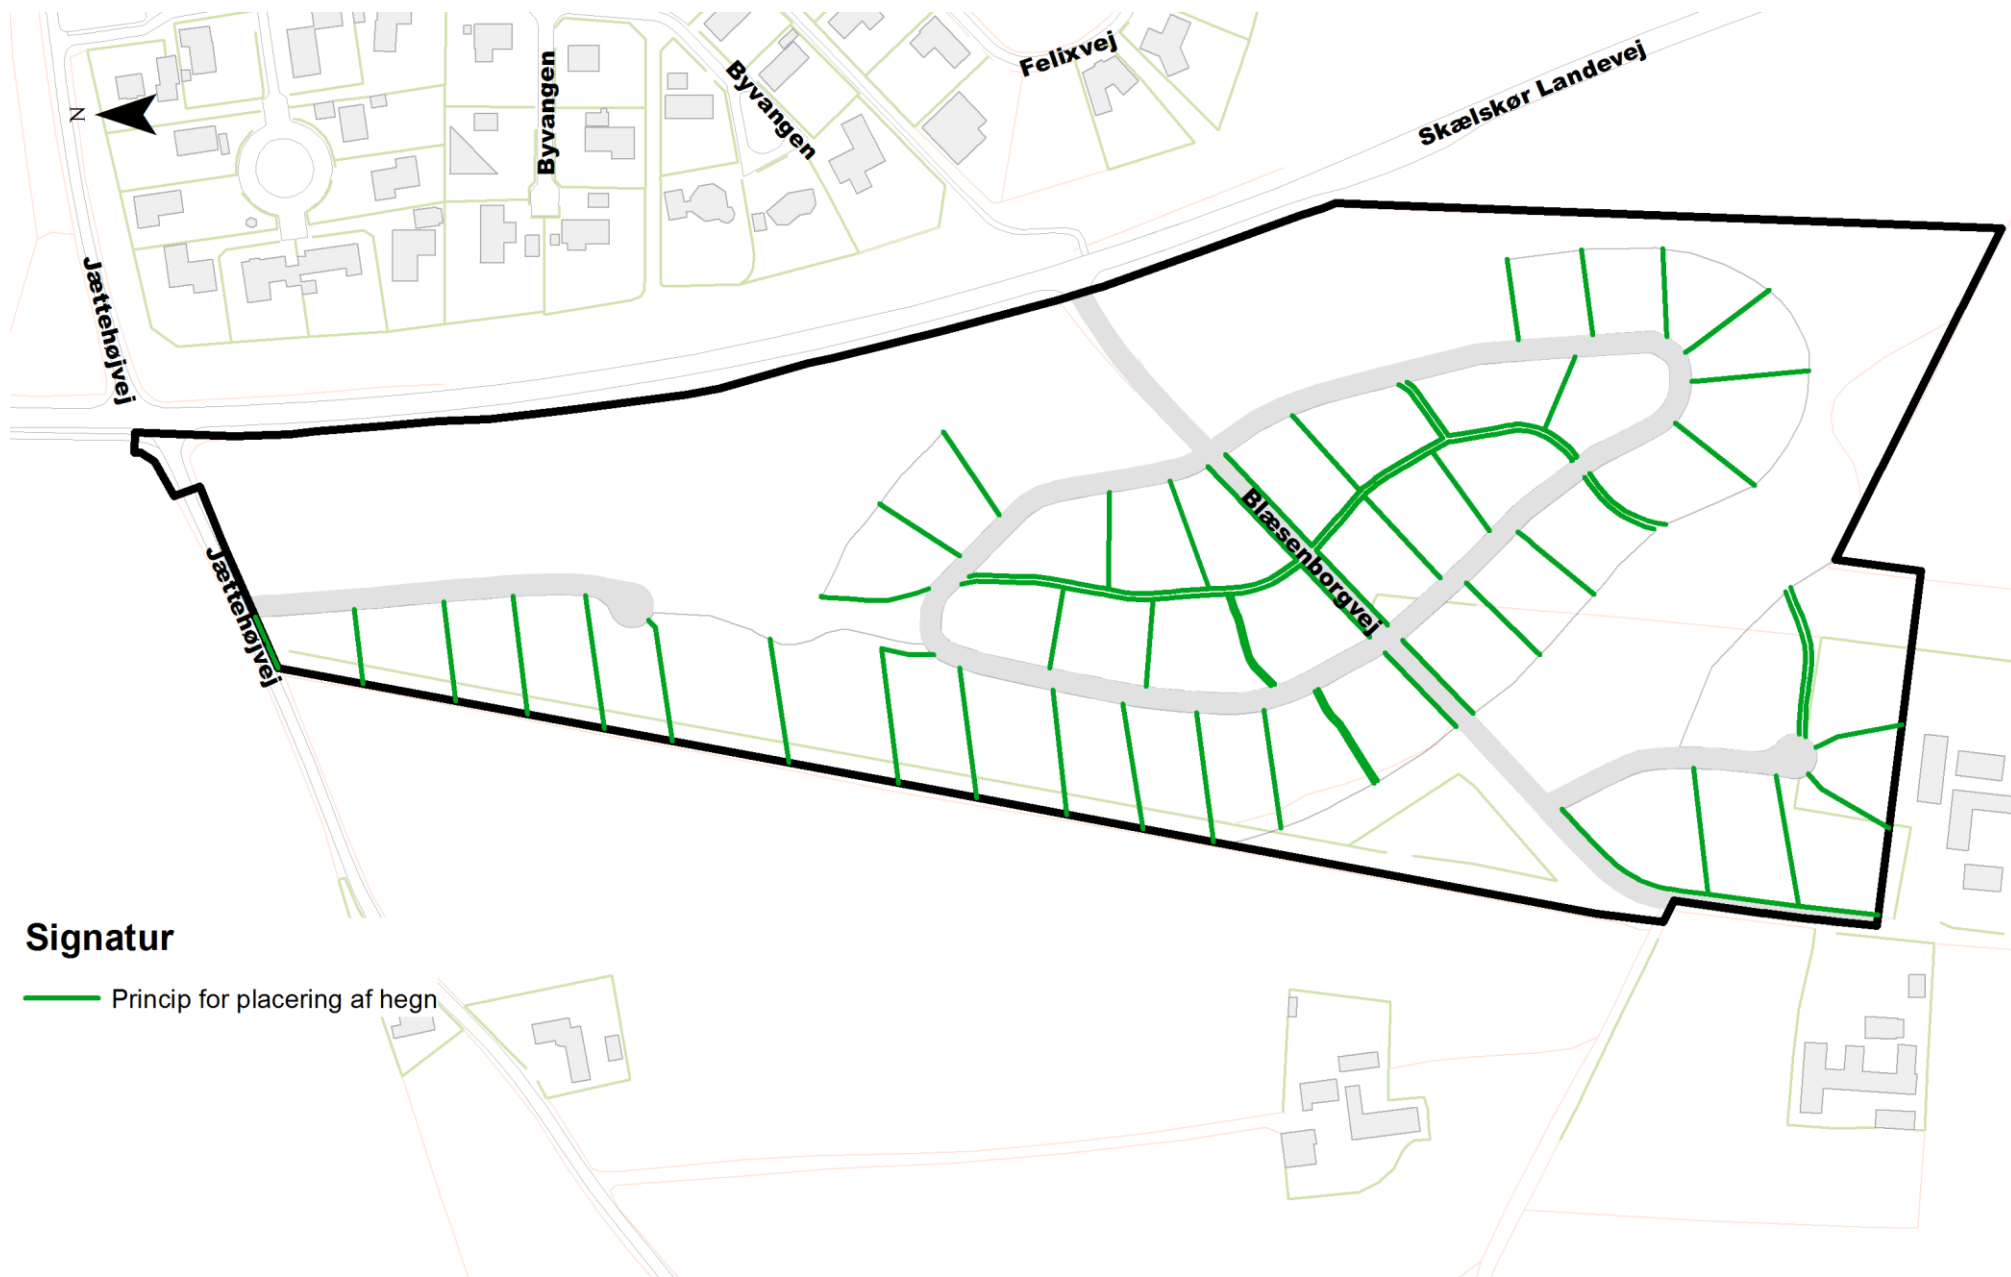 Felixvej
Skælskør Landevej
Byvangen
Byvangen
N
Jættehøjvej
Blæsenborgvej
Jættehøjvej
Signatur
Princip for placering af hegn